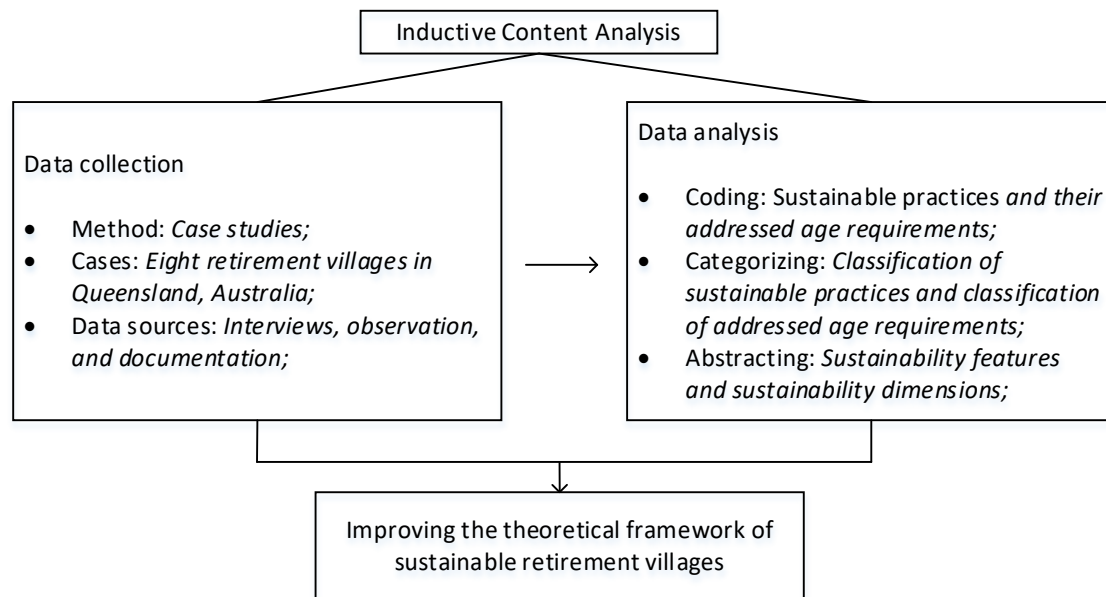 Inductive Content Analysis
Data collection
• Method: Case studies;
• Cases: Eight retirement villages in
Queensland, Australia;
• Data sources: Interviews, observation,
and documentation;
Data analysis
• Coding: Sustainable practices and their
addressed age requirements;
• Categorizing: Classification of
sustainable practices and classification
of addressed age requirements;
• Abstracting: Sustainability features
and sustainability dimensions;
Improving the theoretical framework of
sustainable retirement villages